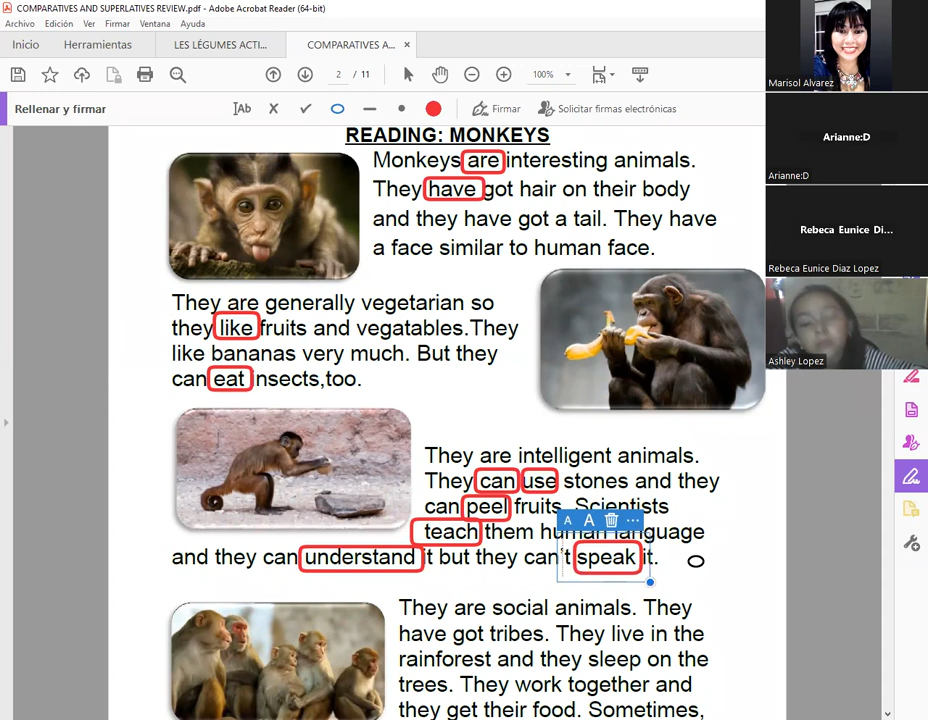 COMPARATIVES AND SUPERLATIVES REVIEW.pdf - Adobe Acrobat Reader (64-bit)
Archivo Edición Ver Firmar Ventana Ayuda
Inicio Herramientas LES LÉGUMES ACTI... COMPARATIVES A... ×
2 / 11 100%
Rellenar y firmar IAb Firmar Solicitar firmas electrónicas
READING: MONKEYS
Monkeys are interesting animals.
They have got hair on their body
and they have got a tail. They have
a face similar to human face.
They are generally vegetarian so
they like fruits and vegatables.They
like bananas very much. But they
can eat insects,too.
They are intelligent animals.
They can use stones and they
can peel fruits. Scientists
teach them human language
and they can understand it but they can't speak it.
A A
They are social animals. They
have got tribes. They live in the
rainforest and they sleep on the
trees. They work together and
they get their food. Sometimes,
Marisol Alvarez
Arianne:D
Arianne:D
Rebeca Eunice Di...
Rebeca Eunice Diaz Lopez
Ashley Lopez